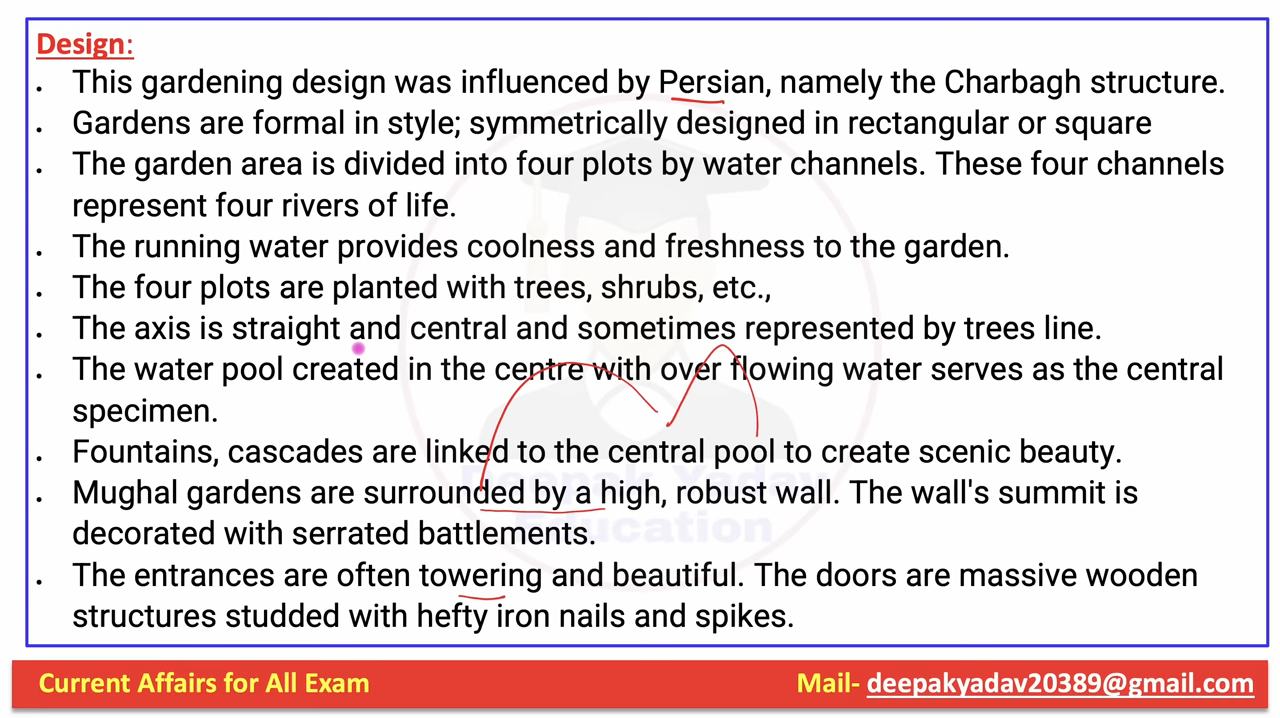 Design:
• This gardening design was influenced by Persian, namely the Charbagh structure.
• Gardens are formal in style; symmetrically designed in rectangular or square
• The garden area is divided into four plots by water channels. These four channels
represent four rivers of life.
• The running water provides coolness and freshness to the garden.
• The four plots are planted with trees, shrubs, etc.,
• The axis is straight and central and sometimes represented by trees line.
• The water pool created in the centre with over flowing water serves as the central
specimen.
• Fountains, cascades are linked to the central pool to create scenic beauty.
• Mughal gardens are surrounded by a high, robust wall. The wall's summit is
decorated with serrated battlements.
• The entrances are often towering and beautiful. The doors are massive wooden
structures studded with hefty iron nails and spikes.
Deepak Yadav
Education
Current Affairs for All Exam
Mail- deepakyadav20389@gmail.com